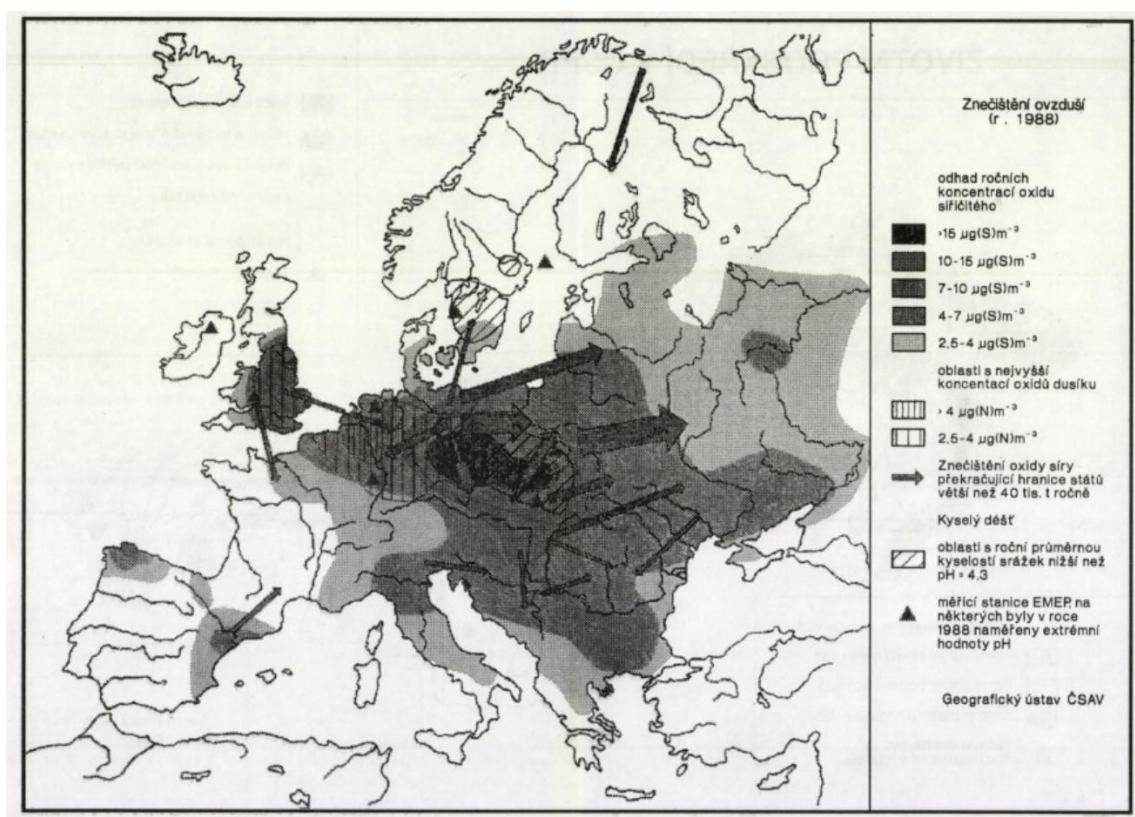 Znečištění ovzduší
(r . 1988)
odhad ročních
koncentrací oxidu
siřičitého
>15 µg(S)m⁻³
10-15 µg(S)m⁻³
7-10 µg(S)m⁻³
4-7 µg(S)m⁻³
2.5-4 µg(S)m⁻³
oblasti s nejvyšší
koncentací oxidů dusíku
> 4 µg(N)m⁻³
2.5-4 µg(N)m⁻³
Znečištění oxidy síry
překračující hranice států
větší než 40 tis. t ročně
Kyselý déšť
oblasti s roční průměrnou
kyselostí srážek nižší než
pH = 4,3
měřicí stanice EMEP, na
některých byly v roce
1988 naměřeny extrémní
hodnoty pH
Geografický ústav ČSAV